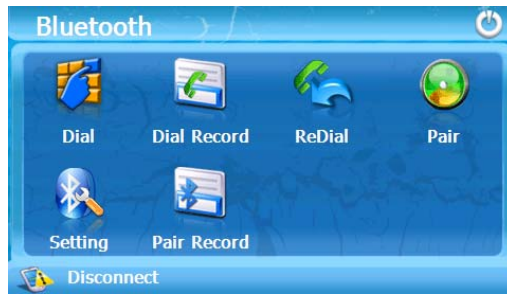 Bluetooth
Dial Dial Record ReDial Pair
Setting Pair Record
Disconnect